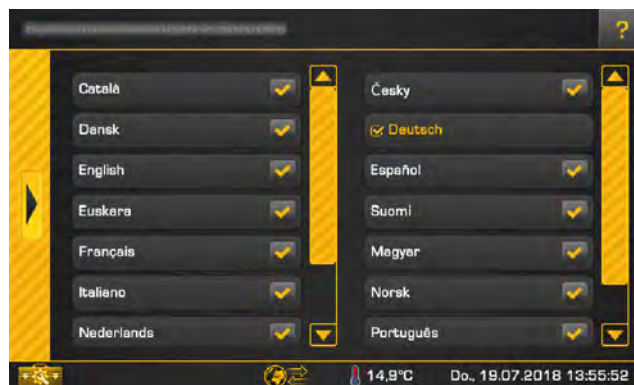 ?
Català
Česky
Dansk
Deutsch
English
Español
Euskara
Suomi
Français
Magyar
Italiano
Norsk
Nederlands
Português
14,9°C Do., 19.07.2018 13:55:52